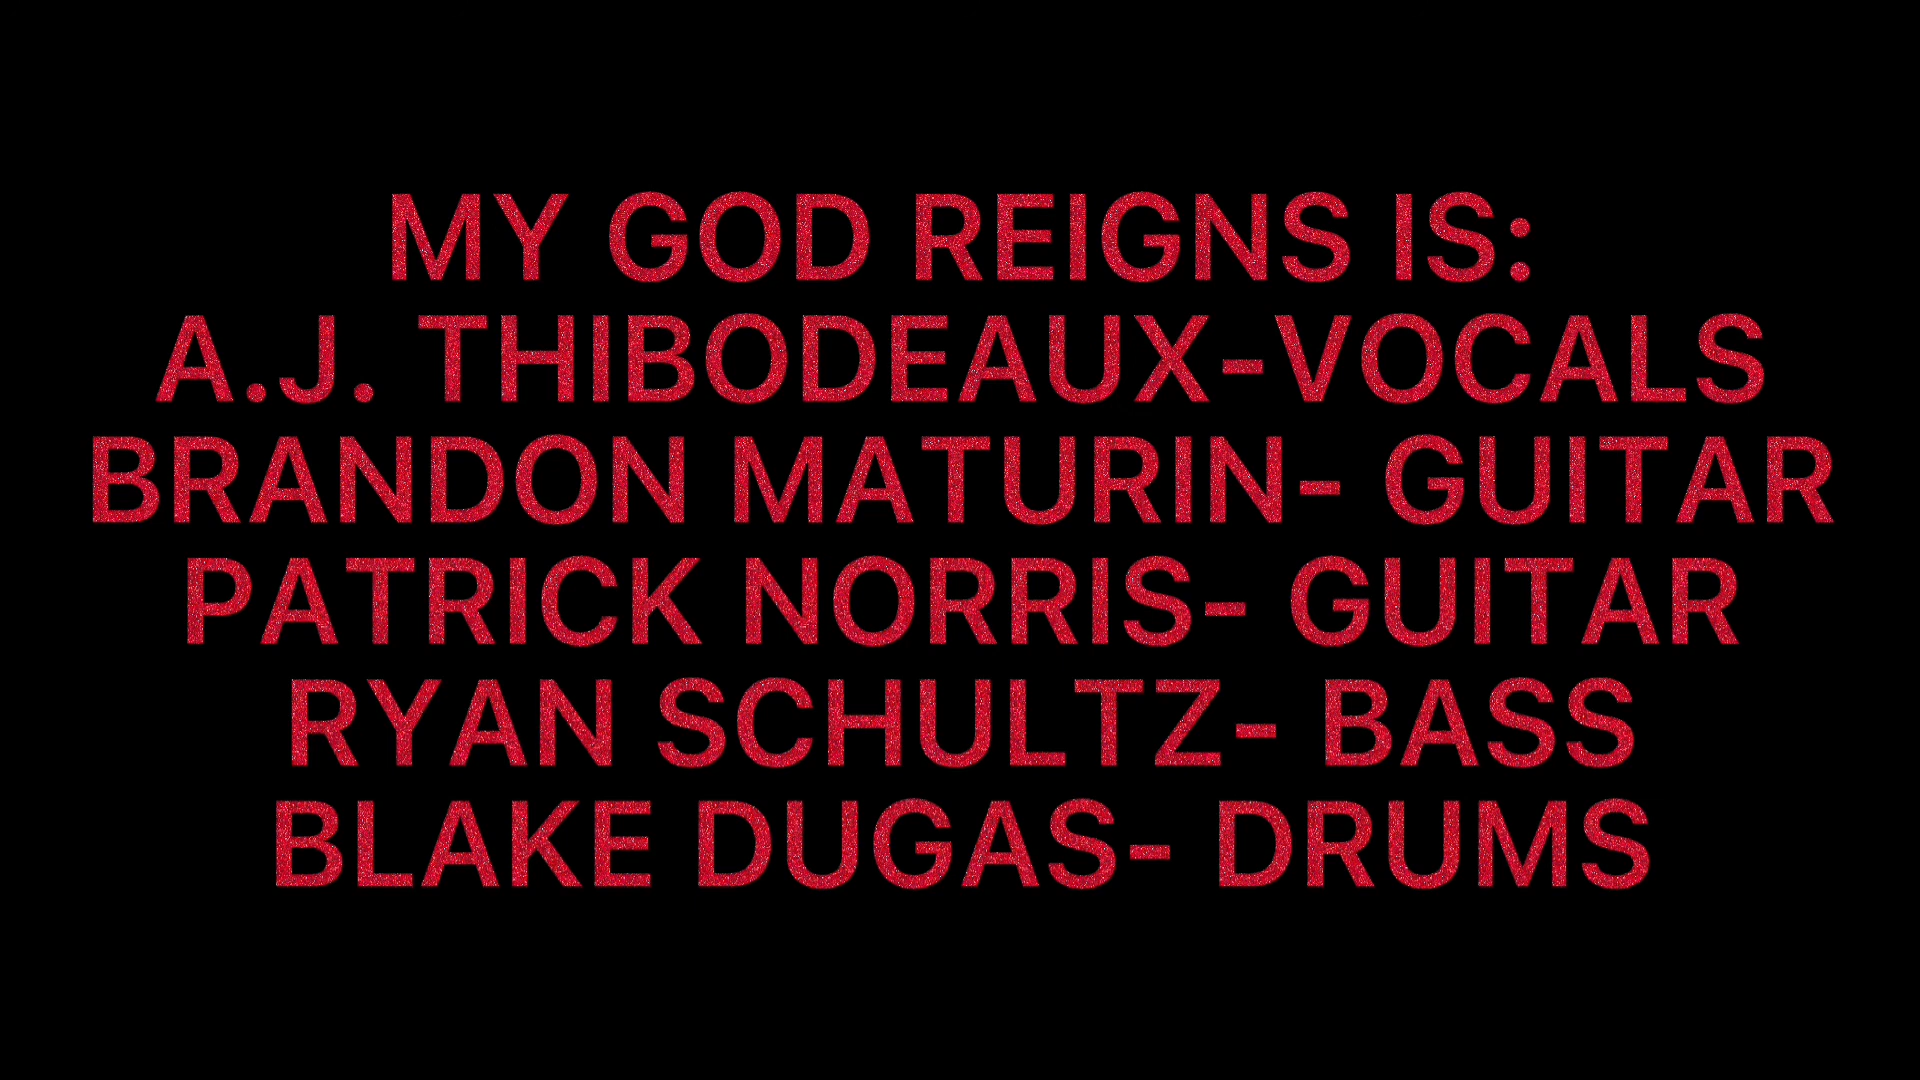 MY GOD REIGNS IS:
A.J. THIBODEAUX-VOCALS
BRANDON MATURIN- GUITAR
PATRICK NORRIS- GUITAR
RYAN SCHULTZ- BASS
BLAKE DUGAS- DRUMS